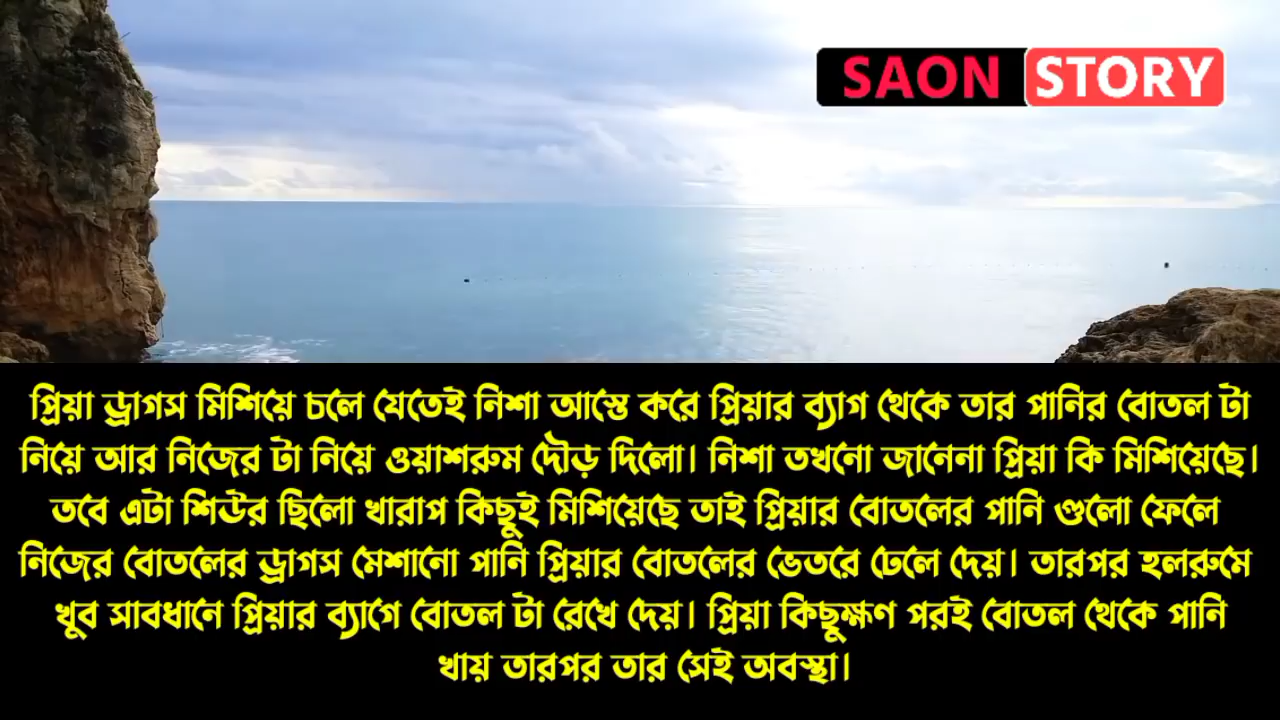 SAON STORY
প্রিয়া ড্রাগস মিশিয়ে চলে যেতেই নিশা আস্তে করে প্রিয়ার ব্যাগ থেকে তার পানির বোতল টা
নিয়ে আর নিজের টা নিয়ে ওয়াশরুম দৌড় দিলো। নিশা তখনো জানেনা প্রিয়া কি মিশিয়েছে।
তবে এটা শিউর ছিলো খারাপ কিছুই মিশিয়েছে তাই প্রিয়ার বোতলের পানি গুলো ফেলে
নিজের বোতলের ড্রাগস মেশানো পানি প্রিয়ার বোতলের ভেতরে ঢেলে দেয়। তারপর হলরুমে
খুব সাবধানে প্রিয়ার ব্যাগে বোতল টা রেখে দেয়। প্রিয়া কিছুক্ষণ পরই বোতল থেকে পানি
খায় তারপর তার সেই অবস্থা।